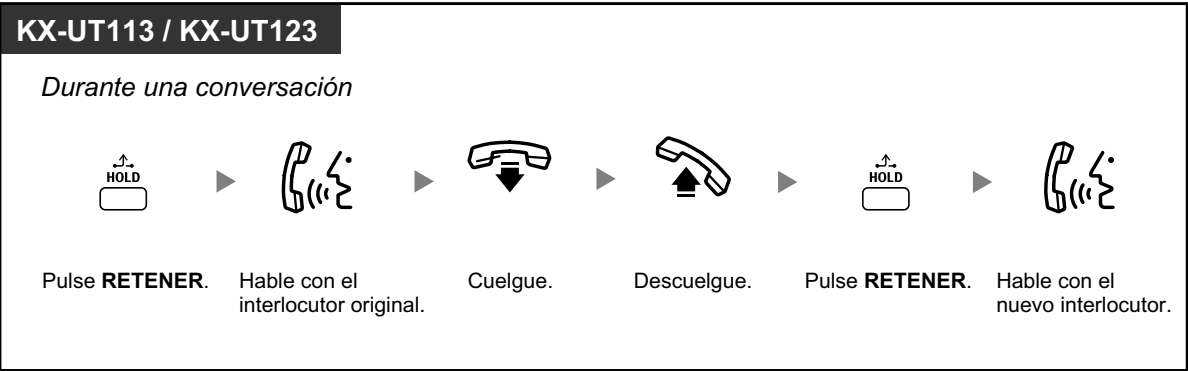 KX-UT113 / KX-UT123
Durante una conversación
HOLD
HOLD
Pulse RETENER.
Hable con el
interlocutor original.
Cuelgue.
Descuelgue.
Pulse RETENER.
Hable con el
nuevo interlocutor.